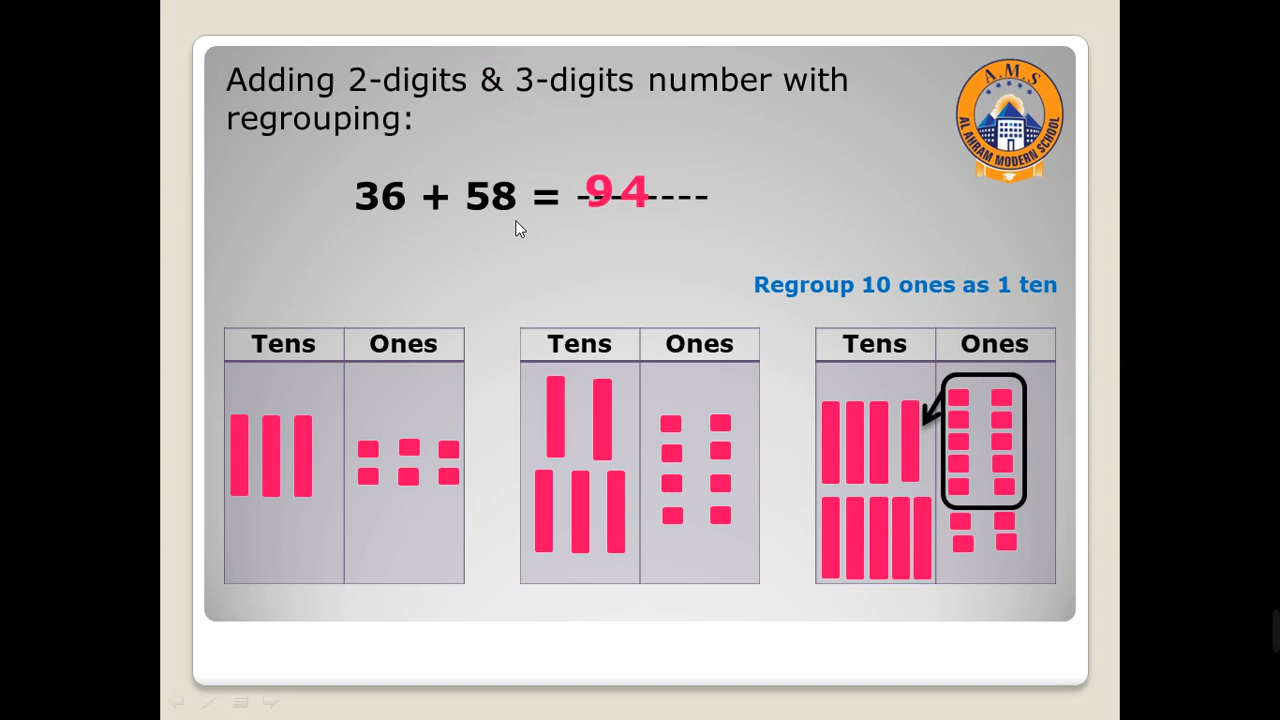 Adding 2-digits & 3-digits number with
regrouping:
A.M.S
AL AHRAM MODERN SCHOOL
36 + 58 = -94------
Regroup 10 ones as 1 ten
Tens Ones
Tens Ones
Tens Ones